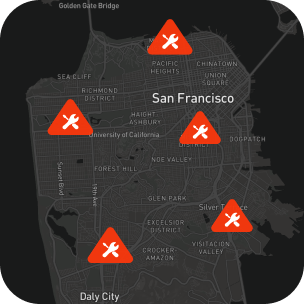 Golden Gate Bridge
PACIFIC
HEIGHTS
CHINATOWN
UNION
SQUARE
SEA CLIFF
RICHMOND
DISTRICT
San Francisco
HAIGHT
ASHBURY
University of California
DISTRICT
DOGPATCH
NOE VALLEY
FOREST HILL
Sunset Blvd
19th Ave
GLEN PARK
Silver
EXCELSIOR
DISTRICT
CROCKER
AMAZON
VISITACION
VALLEY
Daly City